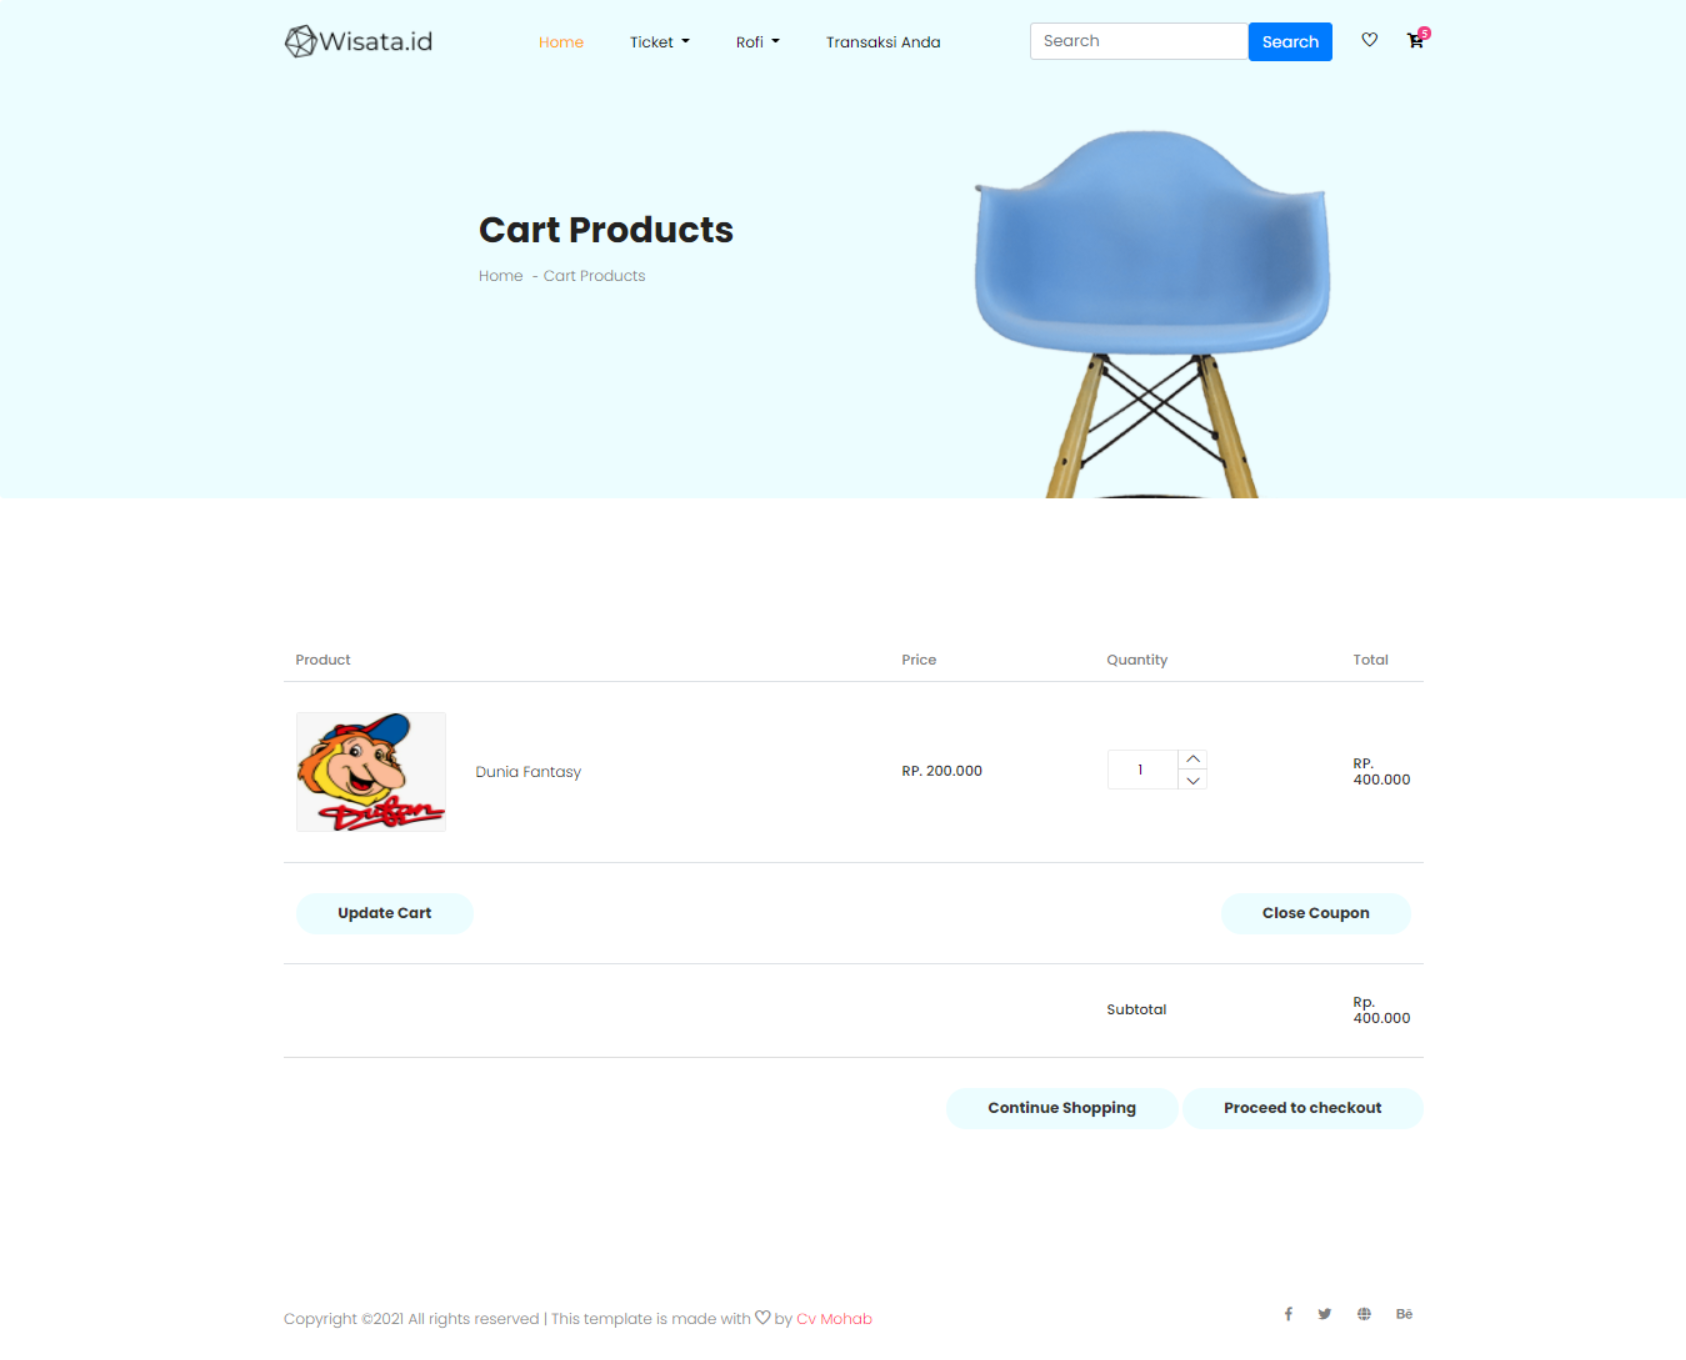 Wisata.id Home Ticket Rofi Transaksi Anda Search Search 5
Cart Products
Home - Cart Products
Product Price Quantity Total
Dufan
Dunia Fantasy RP. 200.000 1 RP. 400.000
Update Cart Close Coupon
Subtotal Rp. 400.000
Continue Shopping Proceed to checkout
Copyright ©2021 All rights reserved | This template is made with ♡ by Cv Mohab Bē